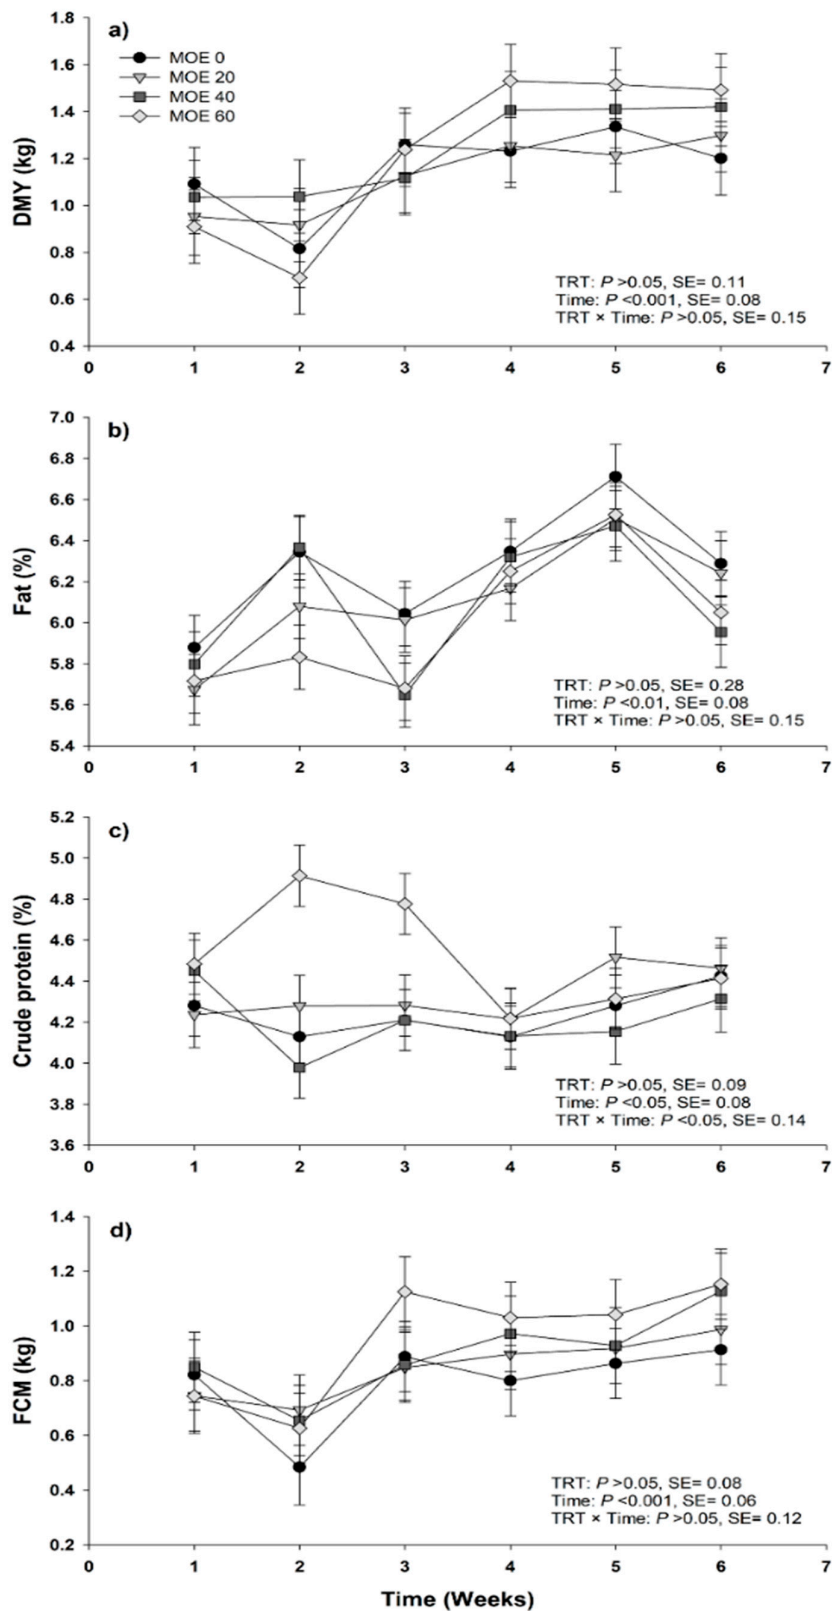 a)
MOE 0
MOE 20
MOE 40
MOE 60
1.8
1.6
1.4
1.2
1.0
0.8
0.6
0.4
DMY (kg)
TRT: P >0.05, SE= 0.11
Time: P <0.001, SE= 0.08
TRT × Time: P >0.05, SE= 0.15
0 1 2 3 4 5 6 7
b)
7.0
6.8
6.6
6.4
6.2
6.0
5.8
5.6
5.4
Fat (%)
TRT: P >0.05, SE= 0.28
Time: P <0.01, SE= 0.08
TRT × Time: P >0.05, SE= 0.15
0 1 2 3 4 5 6 7
c)
5.2
5.0
4.8
4.6
4.4
4.2
4.0
3.8
3.6
Crude protein (%)
TRT: P >0.05, SE= 0.09
Time: P <0.05, SE= 0.08
TRT × Time: P <0.05, SE= 0.14
0 1 2 3 4 5 6 7
d)
1.4
1.2
1.0
0.8
0.6
0.4
0.2
FCM (kg)
TRT: P >0.05, SE= 0.08
Time: P <0.001, SE= 0.06
TRT × Time: P >0.05, SE= 0.12
0 1 2 3 4 5 6 7
Time (Weeks)